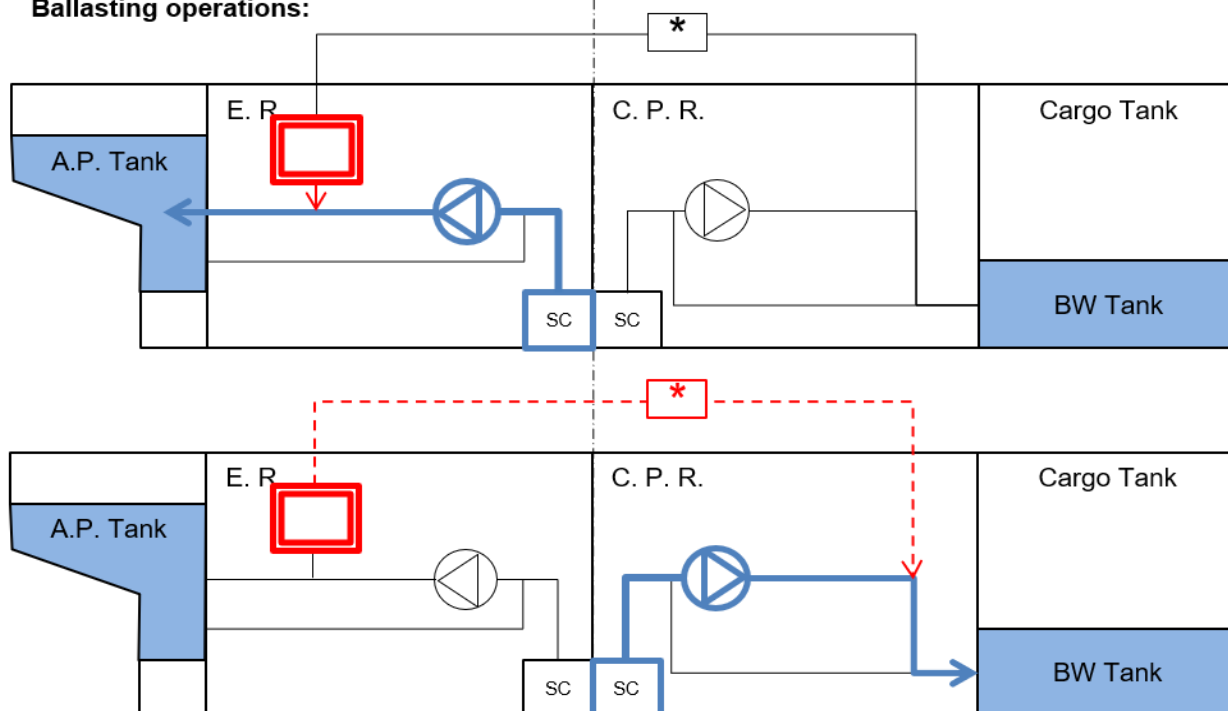 Ballasting operations:
*
E. R
C. P. R.
Cargo Tank
A.P. Tank
BW Tank
SC
SC
*
E. R
C. P. R.
Cargo Tank
A.P. Tank
BW Tank
SC
SC